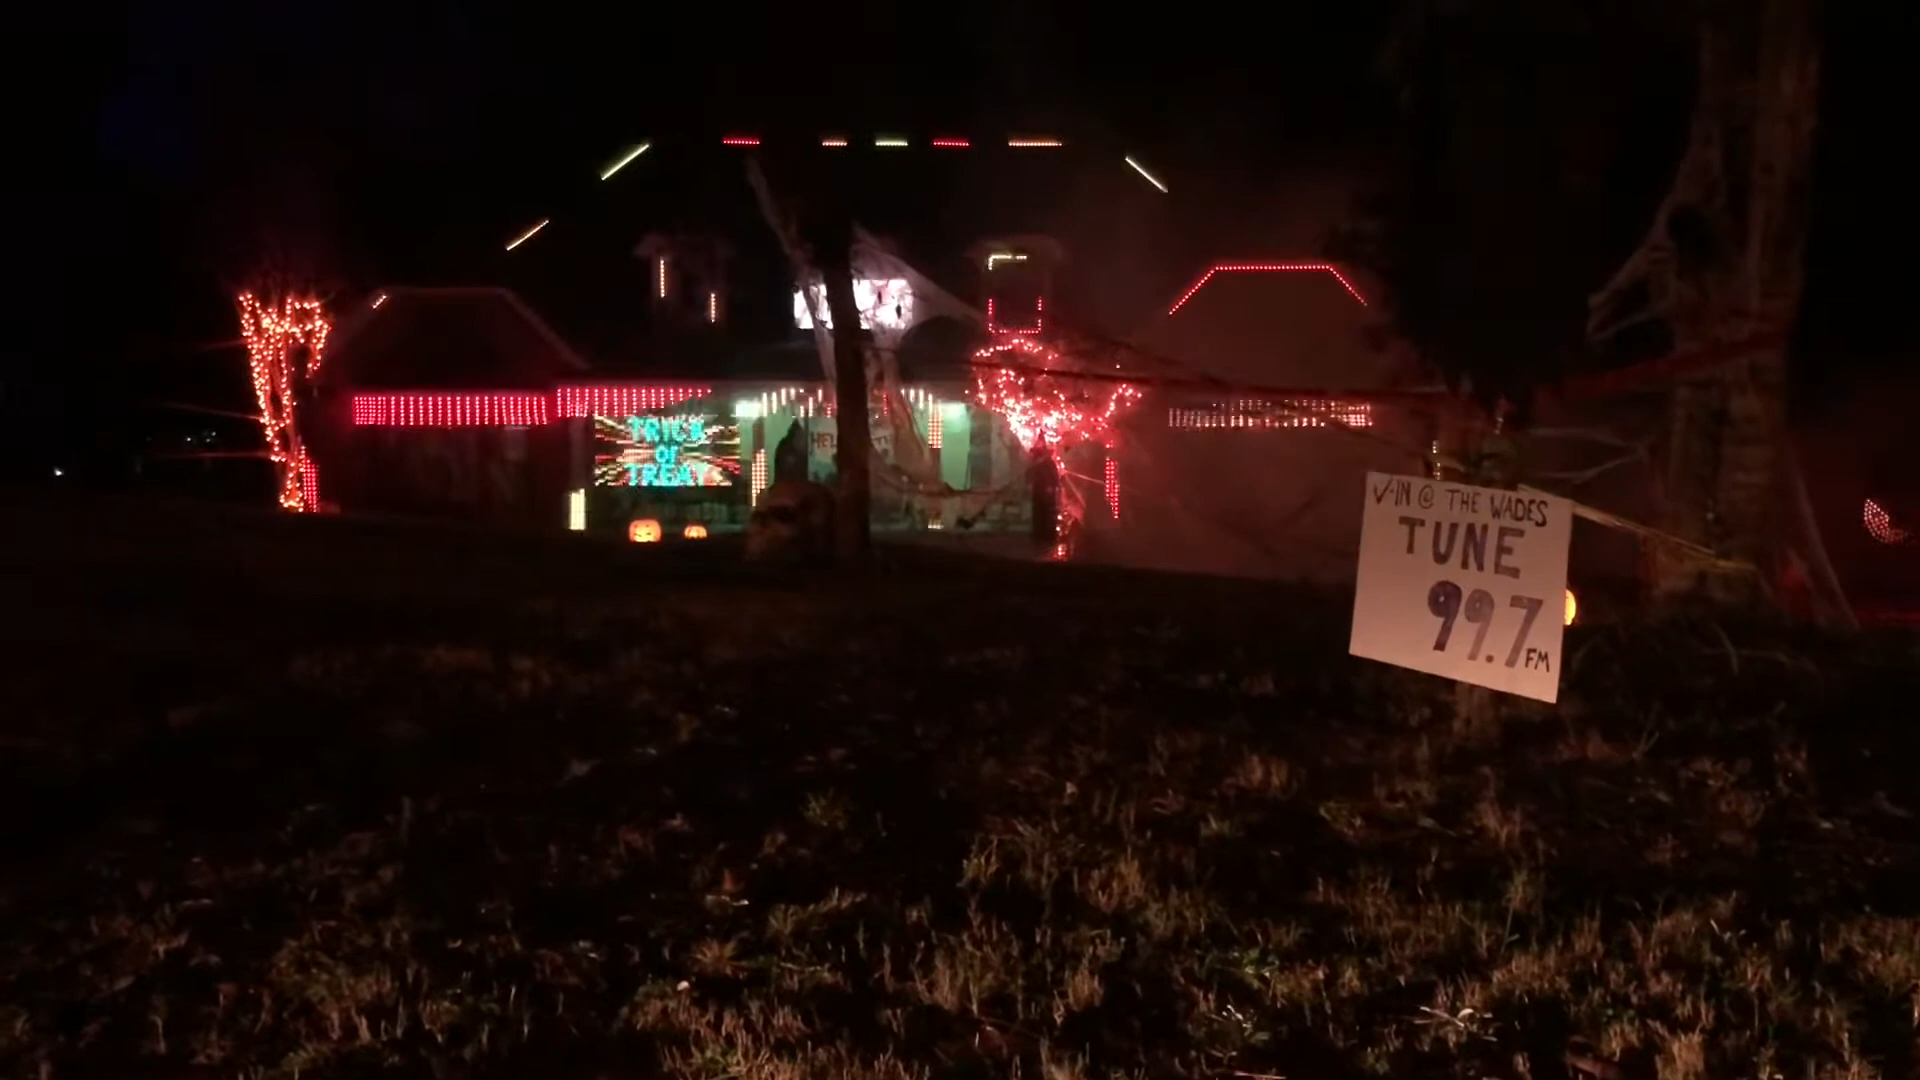 TRICK
or
TREAT
√-IN @ THE WADES
TUNE
99.7 FM